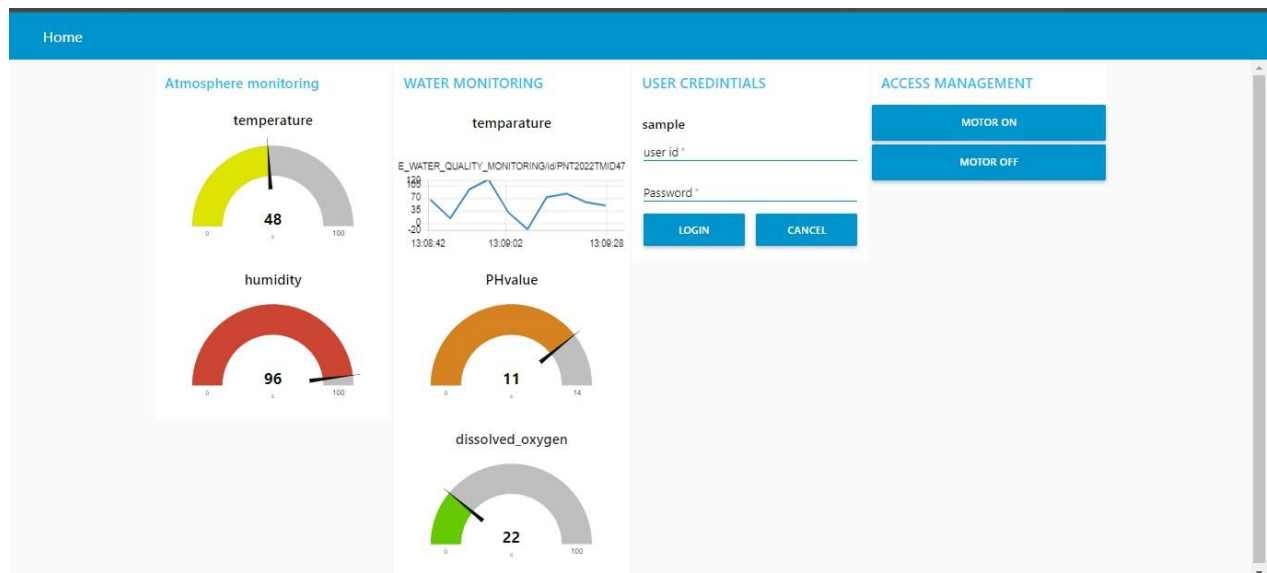 Home
Atmosphere monitoring
temperature
48
0
c
100
humidity
96
0
c
100
WATER MONITORING
temparature
E_WATER_QUALITY_MONITORING/id/PNT2022TMID47
120
105
70
35
0
-20
13:08:42 13:09:02 13:09:28
PHvalue
11
0
c
14
dissolved_oxygen
22
0
c
100
USER CREDINTIALS
sample
user id *
Password *
LOGIN CANCEL
ACCESS MANAGEMENT
MOTOR ON
MOTOR OFF